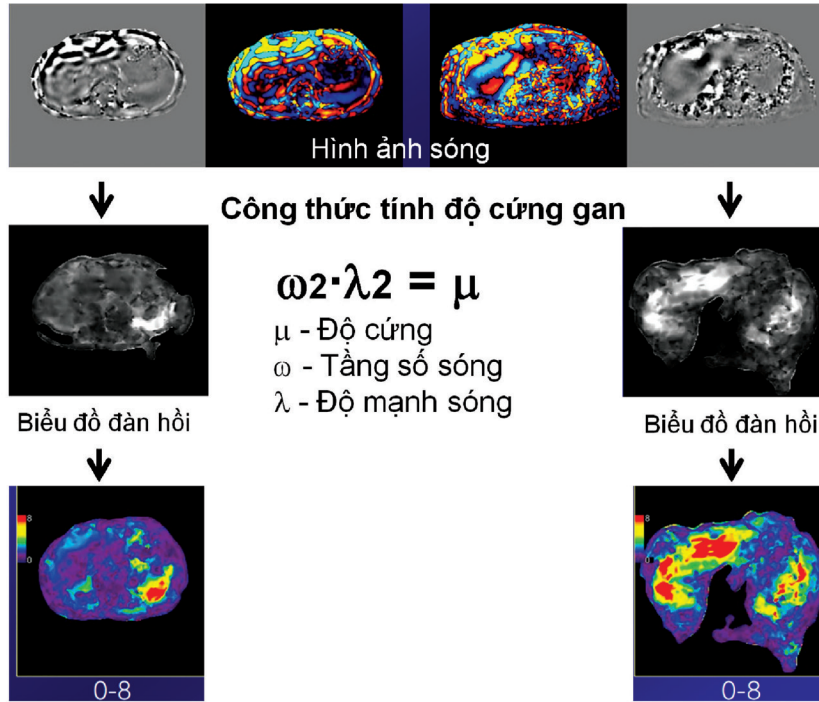 Hình ảnh sóng
Công thức tính độ cứng gan
ω2·λ2 = μ
μ - Độ cứng
ω - Tầng số sóng
λ - Độ mạnh sóng
Biểu đồ đàn hồi
Biểu đồ đàn hồi
8
0
0-8
8
0-8